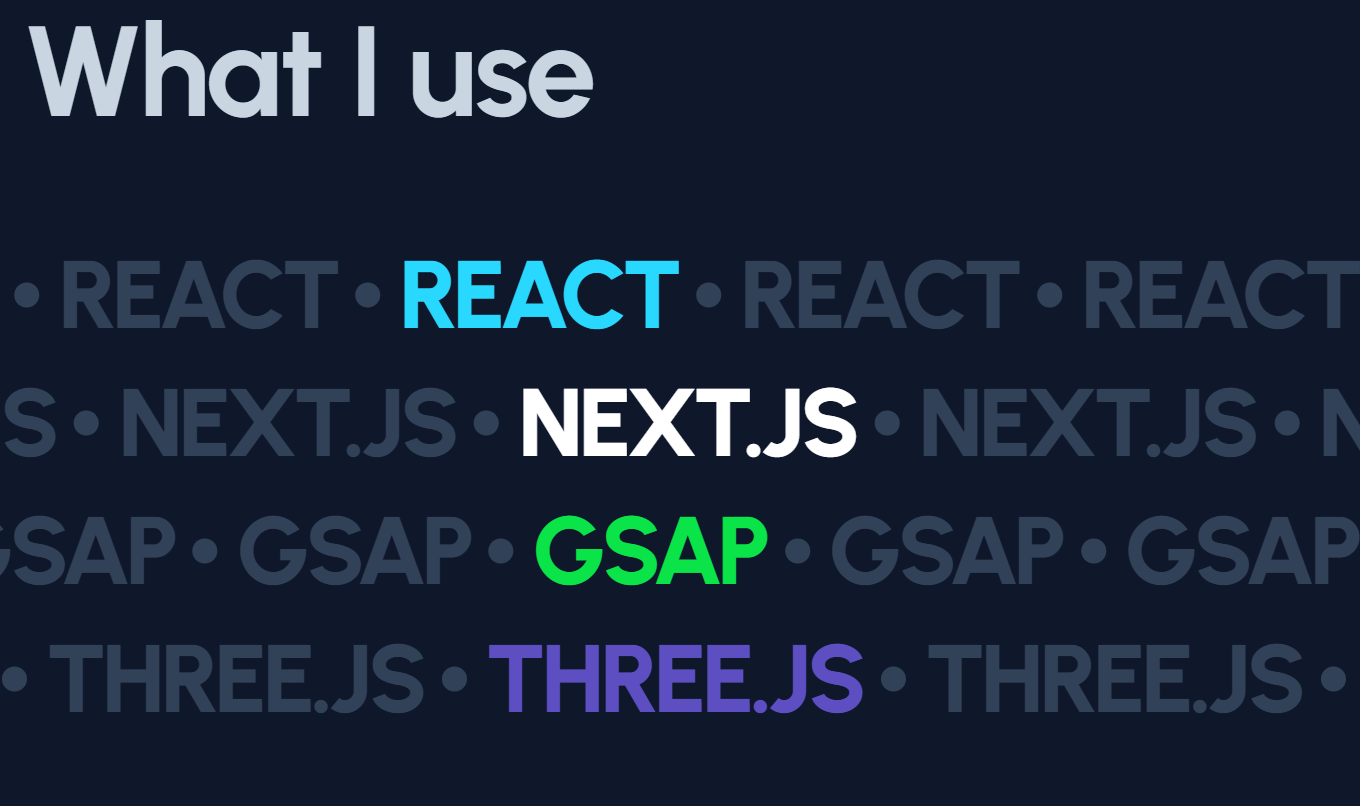 What I use
• REACT • REACT • REACT • REACT
S • NEXT.JS • NEXT.JS • NEXT.JS • N
GSAP • GSAP • GSAP • GSAP • GSAP
• THREE.JS • THREE.JS • THREE.JS •